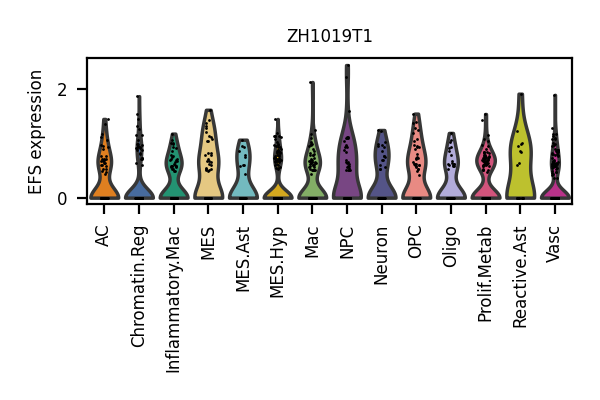 ZH1019T1
EFS expression
2
0
AC
Chromatin.Reg
Inflammatory.Mac
MES
MES.Ast
MES.Hyp
Mac
NPC
Neuron
OPC
Oligo
Prolif.Metab
Reactive.Ast
Vasc